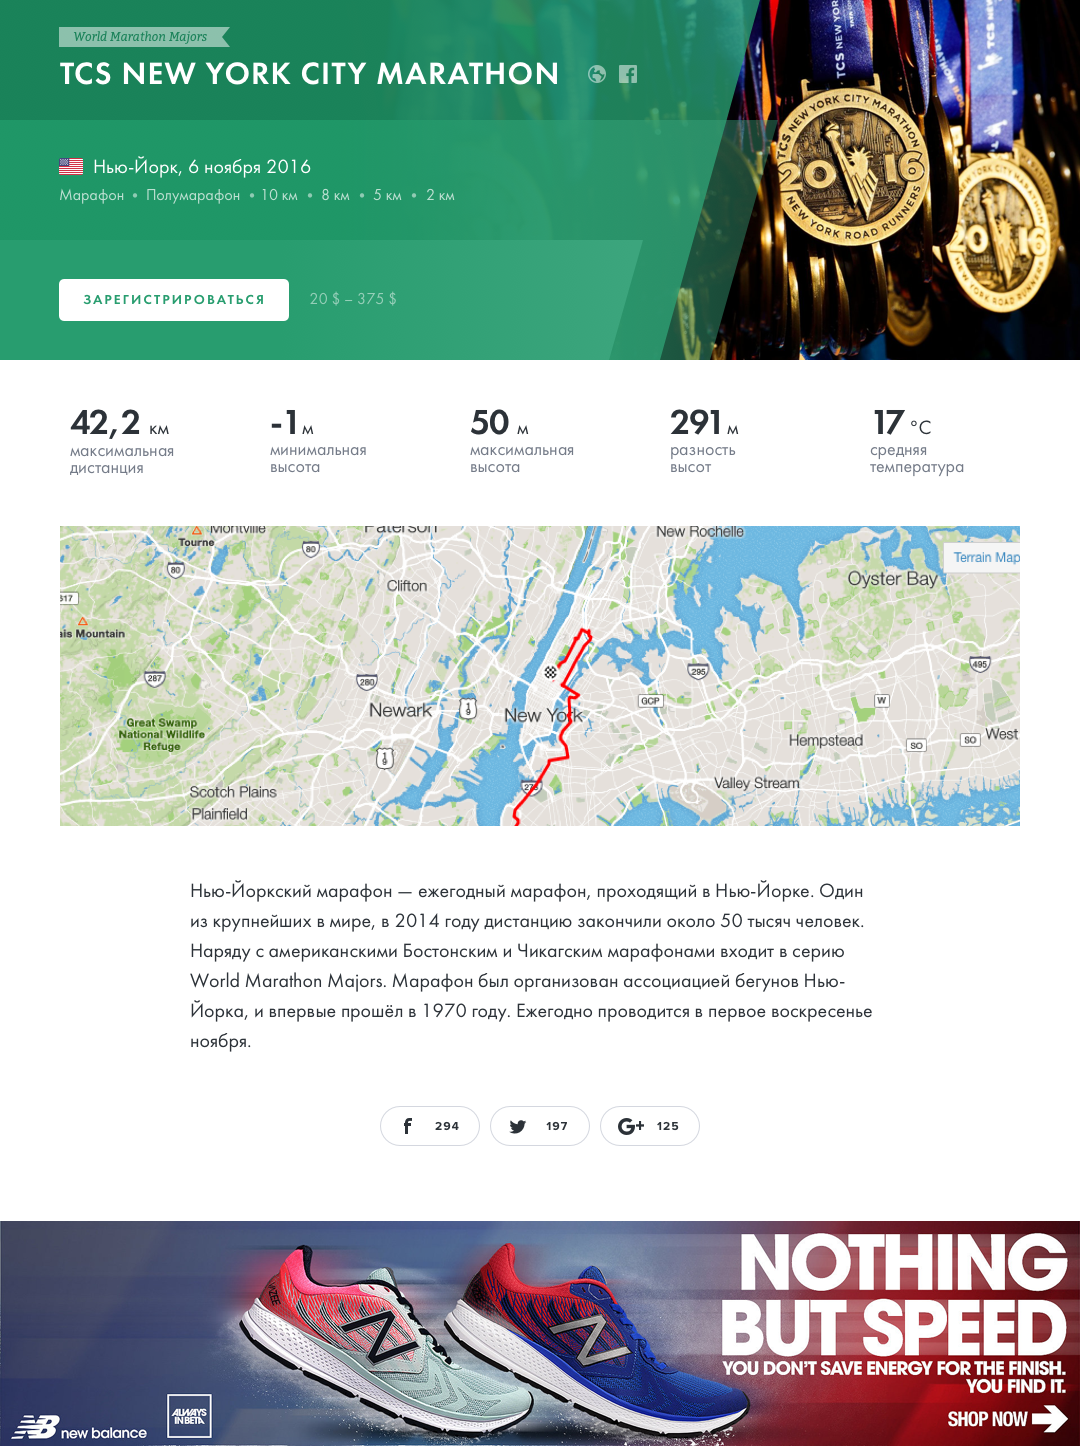 World Marathon Majors
TCS NEW YORK CITY MARATHON
Нью-Йорк, 6 ноября 2016
Марафон • Полумарафон • 10 км • 8 км • 5 км • 2 км
ЗАРЕГИСТРИРОВАТЬСЯ
20 $ – 375 $
TCS NEW YORK CITY MARATHON
2016
NEW YORK ROAD RUNNERS
42,2 км
максимальная
дистанция
-1 м
минимальная
высота
50 м
максимальная
высота
291 м
разность
высот
17 °C
средняя
температура
Montville
Paterson
New Rochelle
Tourne
80
80
Terrain Map
Clifton
Oyster Bay
517
ais Mountain
287
280
295
495
Newark
1
9
New York
GCP
W
Great Swamp
National Wildlife
Refuge
Hempstead
SO
SO
West
1
9
278
Valley Stream
Scotch Plains
Plainfield
Нью-Йоркский марафон — ежегодный марафон, проходящий в Нью-Йорке. Один
из крупнейших в мире, в 2014 году дистанцию закончили около 50 тысяч человек.
Наряду с американскими Бостонским и Чикагским марафонами входит в серию
World Marathon Majors. Марафон был организован ассоциацией бегунов Нью-
Йорка, и впервые прошёл в 1970 году. Ежегодно проводится в первое воскресенье
ноября.
294
197
G+ 125
NOTHING
BUT SPEED
YOU DON'T SAVE ENERGY FOR THE FINISH.
YOU FIND IT.
SHOP NOW
new balance
ALWAYS
IN BETA